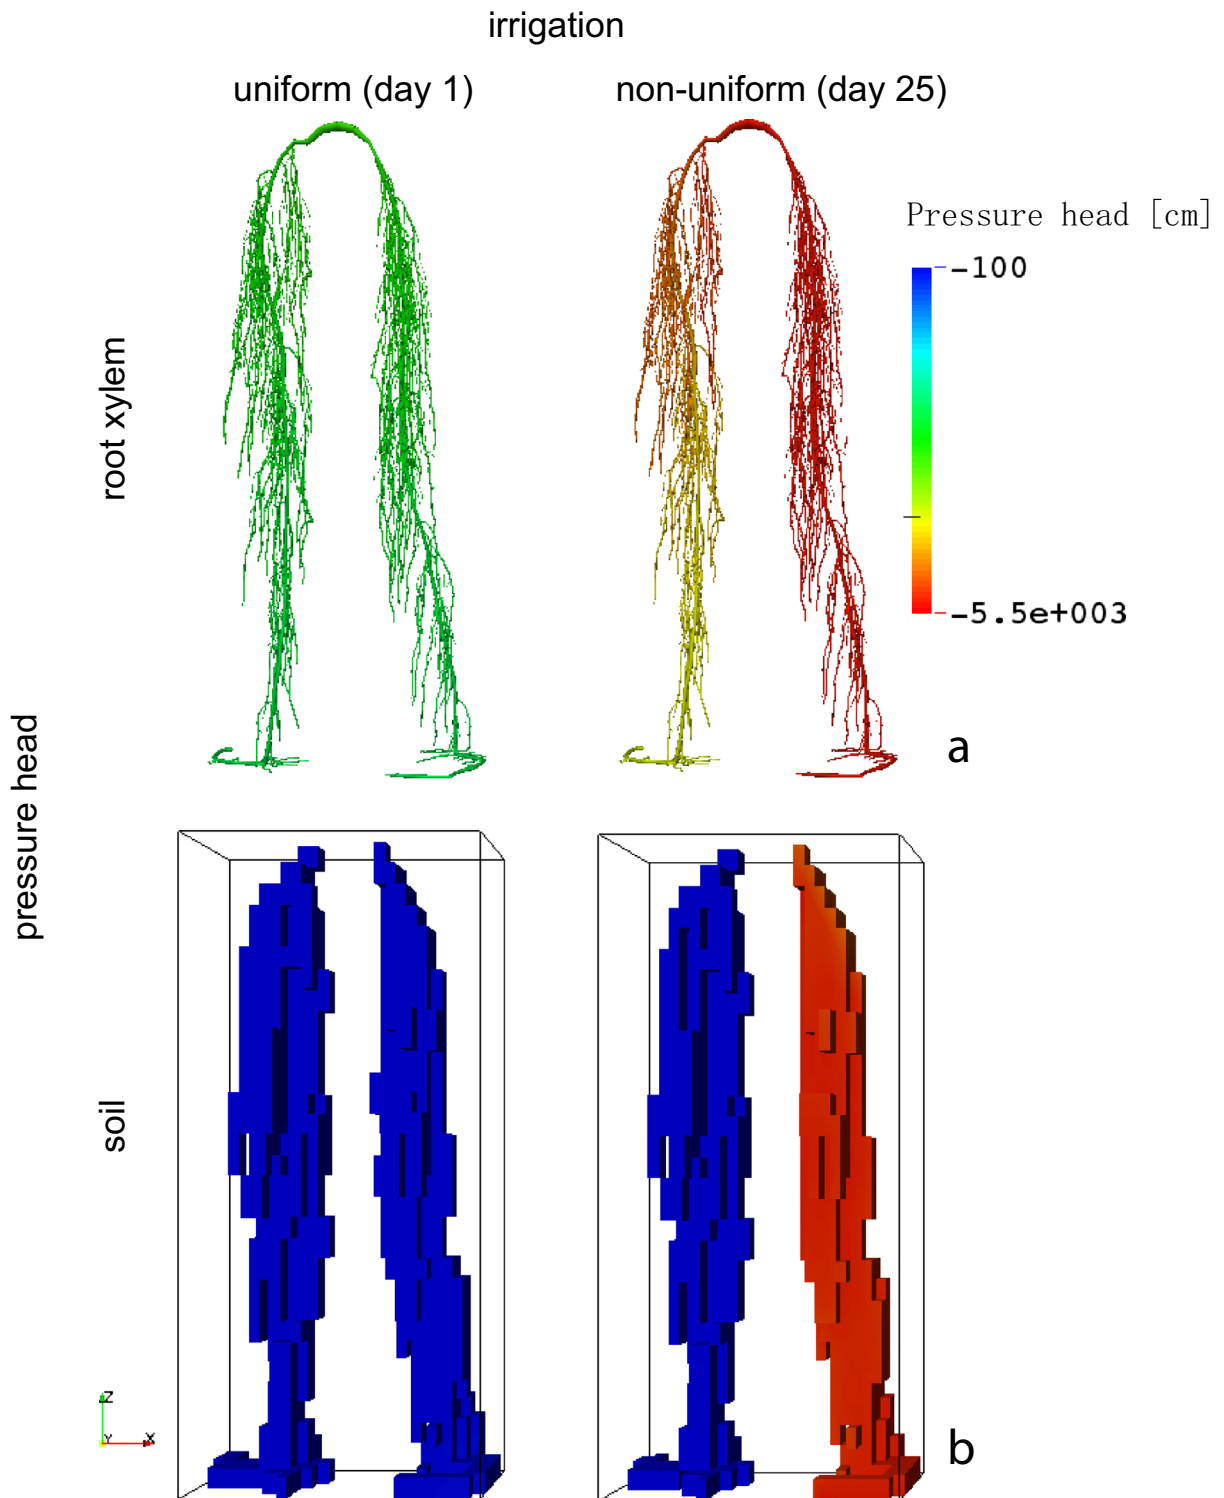 irrigation
uniform (day 1)
non-uniform (day 25)
Pressure head [cm]
-100
-5.5e+003
root xylem
a
pressure head
soil
Z
Y
X
b